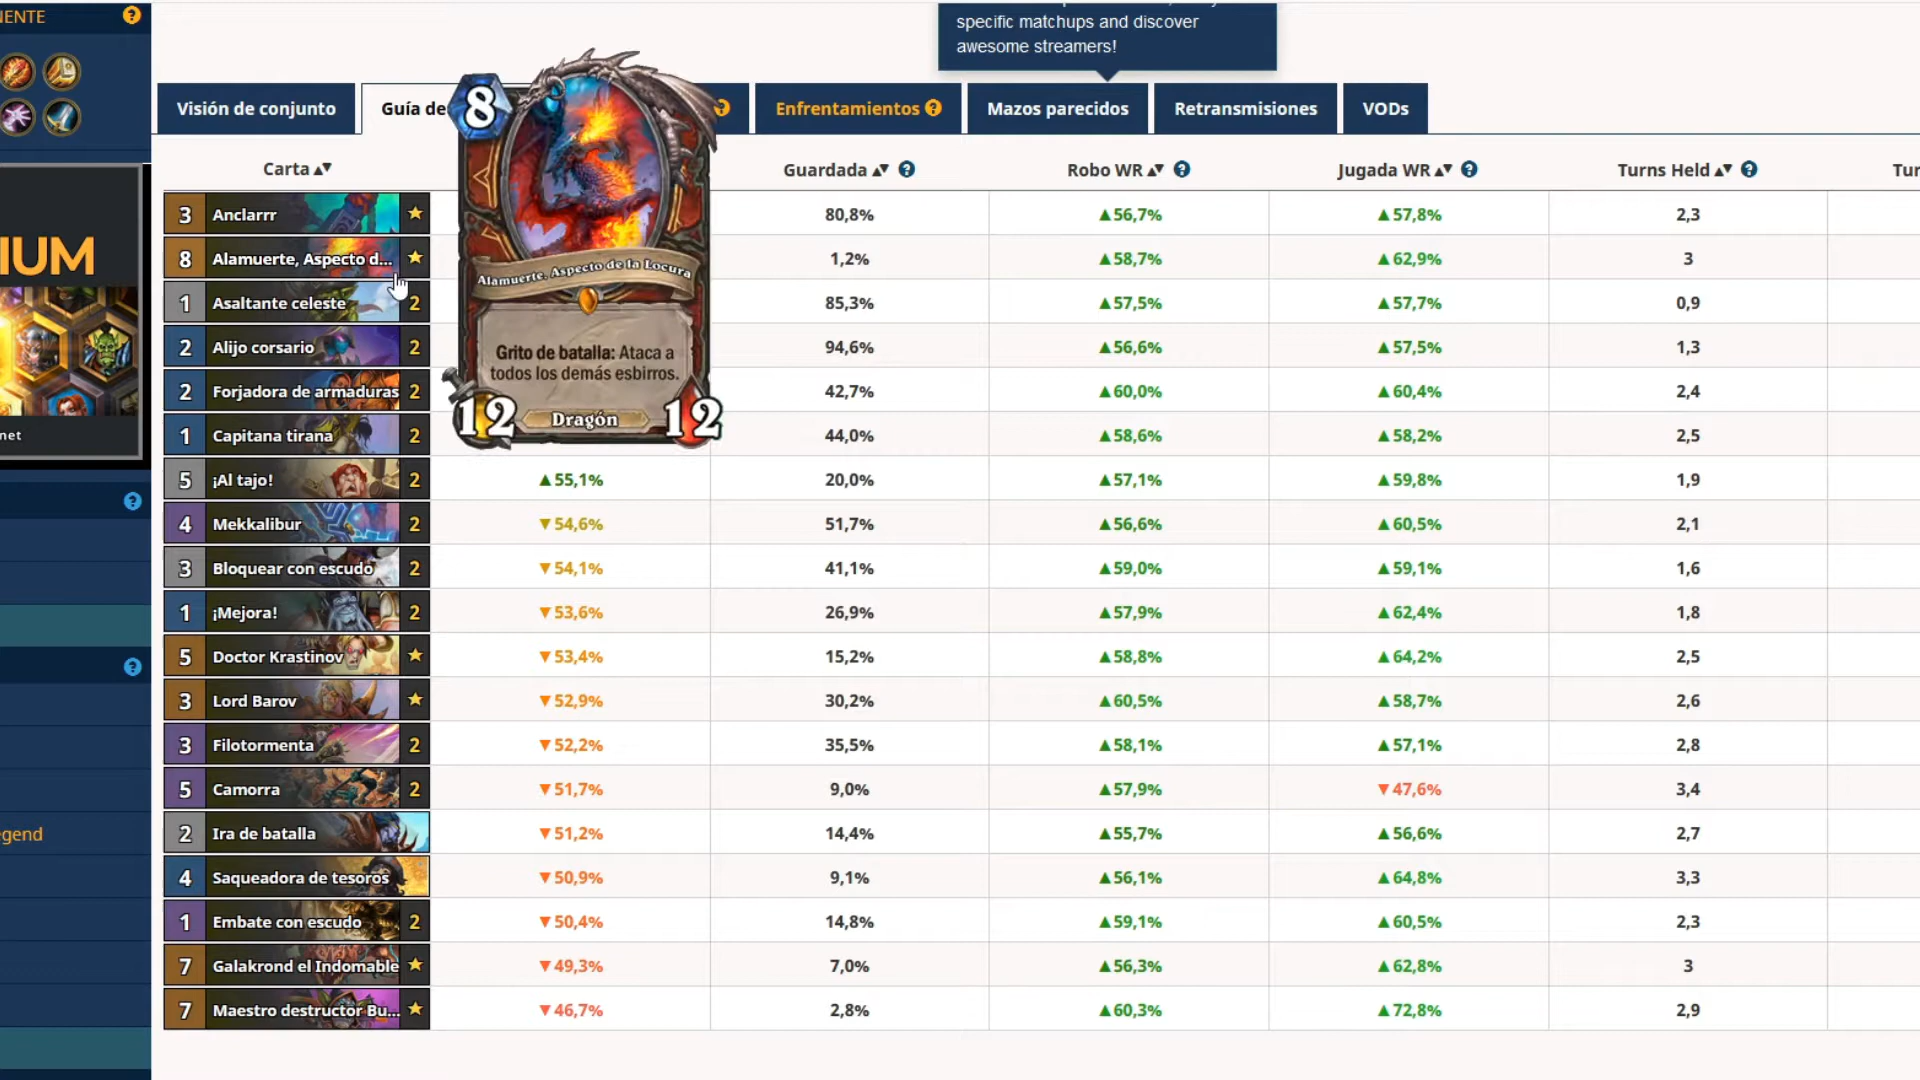 NENTE
specific matchups and discover
awesome streamers!
Visión de conjunto
Guía de
Enfrentamientos
Mazos parecidos
Retransmisiones
VODs
Carta Guardada Robo WR Jugada WR Turns Held Tur
3 Anclarrr 80,8% ▲56,7% ▲57,8% 2,3
8 Alamuerte, Aspecto d... 1,2% ▲58,7% ▲62,9% 3
1 Asaltante celeste 2 85,3% ▲57,5% ▲57,7% 0,9
2 Alijo corsario 2 94,6% ▲56,6% ▲57,5% 1,3
2 Forjadora de armaduras 2 42,7% ▲60,0% ▲60,4% 2,4
1 Capitana tirana 2 44,0% ▲58,6% ▲58,2% 2,5
5 ¡Al tajo! 2 ▲55,1% 20,0% ▲57,1% ▲59,8% 1,9
4 Mekkalibur 2 ▼54,6% 51,7% ▲56,6% ▲60,5% 2,1
3 Bloquear con escudo 2 ▼54,1% 41,1% ▲59,0% ▲59,1% 1,6
1 ¡Mejora! 2 ▼53,6% 26,9% ▲57,9% ▲62,4% 1,8
5 Doctor Krastinov ▼53,4% 15,2% ▲58,8% ▲64,2% 2,5
3 Lord Barov ▼52,9% 30,2% ▲60,5% ▲58,7% 2,6
3 Filotormenta 2 ▼52,2% 35,5% ▲58,1% ▲57,1% 2,8
5 Camorra 2 ▼51,7% 9,0% ▲57,9% ▼47,6% 3,4
2 Ira de batalla ▼51,2% 14,4% ▲55,7% ▲56,6% 2,7
4 Saqueadora de tesoros ▼50,9% 9,1% ▲56,1% ▲64,8% 3,3
1 Embate con escudo 2 ▼50,4% 14,8% ▲59,1% ▲60,5% 2,3
7 Galakrond el Indomable ▼49,3% 7,0% ▲56,3% ▲62,8% 3
7 Maestro destructor Bu... ▼46,7% 2,8% ▲60,3% ▲72,8% 2,9
8
Alamuerte, Aspecto de la Locura
Grito de batalla: Ataca a
todos los demás esbirros.
12 Dragón 12
IUM
net
egend